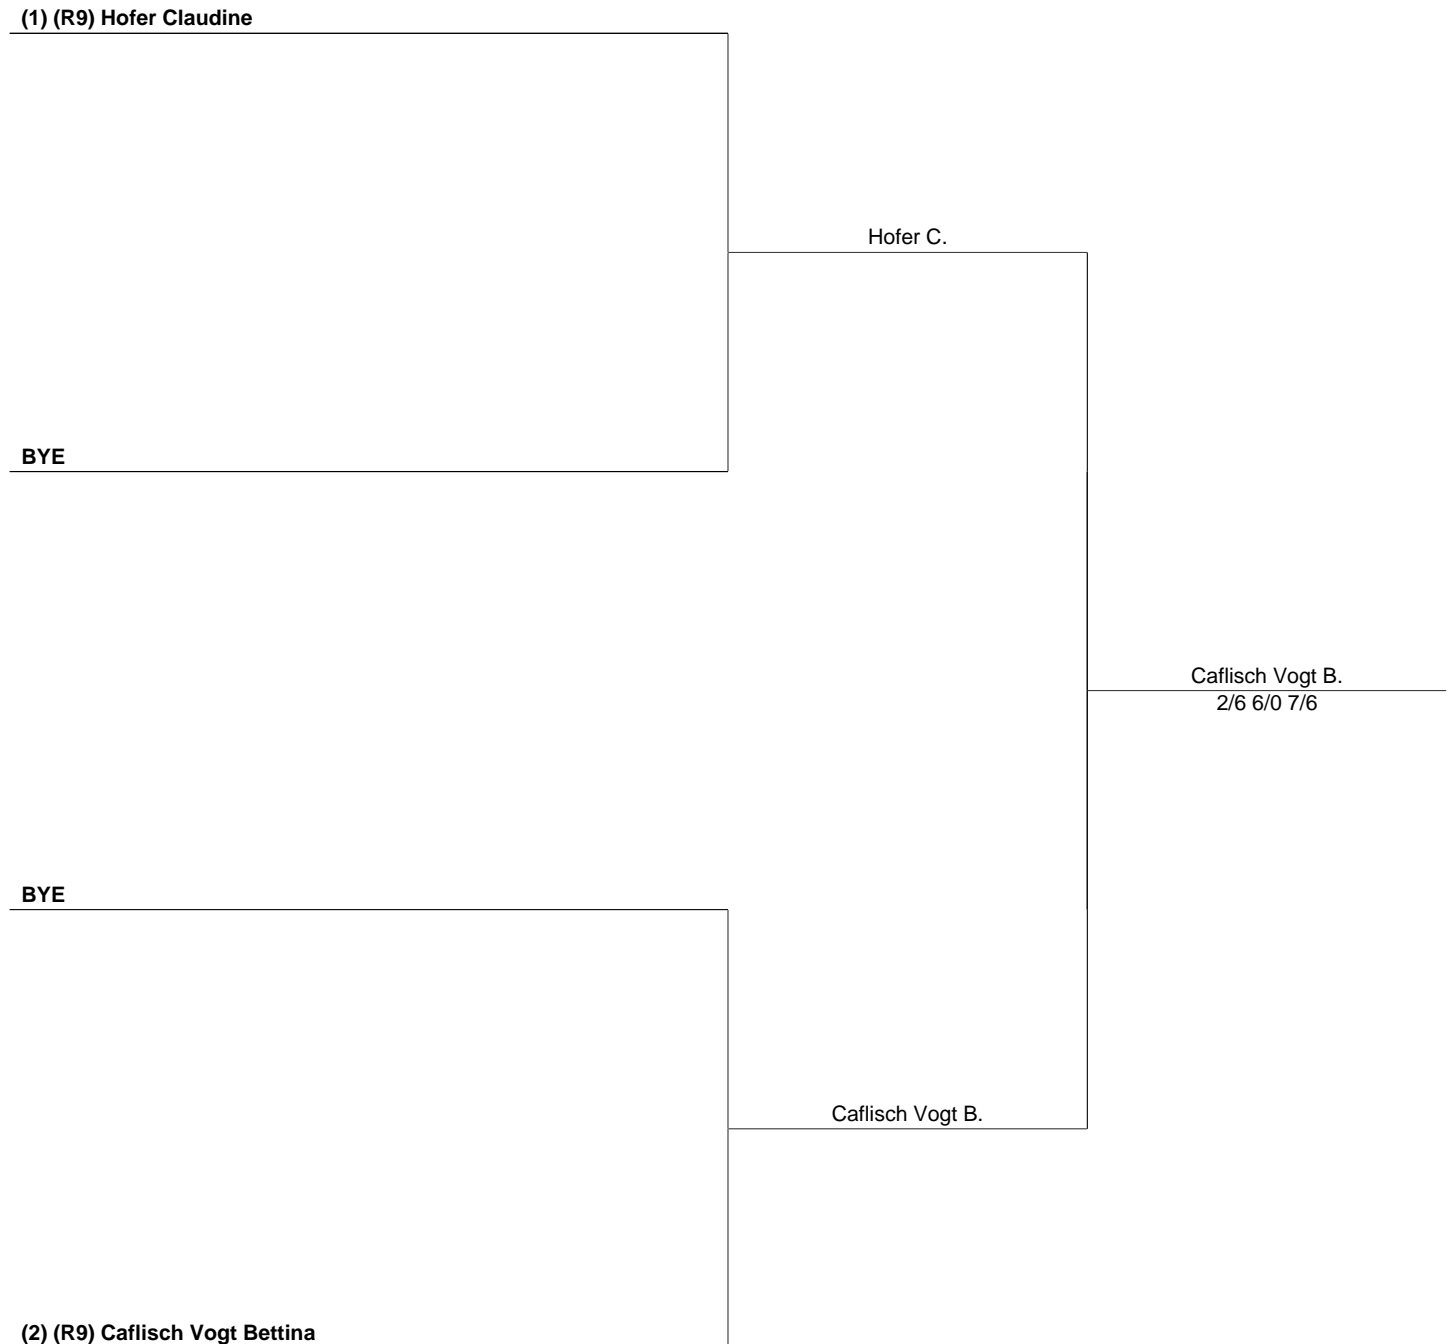 (1) (R9) Hofer Claudine
Hofer C.
BYE
Caflisch Vogt B.
2/6 6/0 7/6
BYE
Caflisch Vogt B.
(2) (R9) Caflisch Vogt Bettina